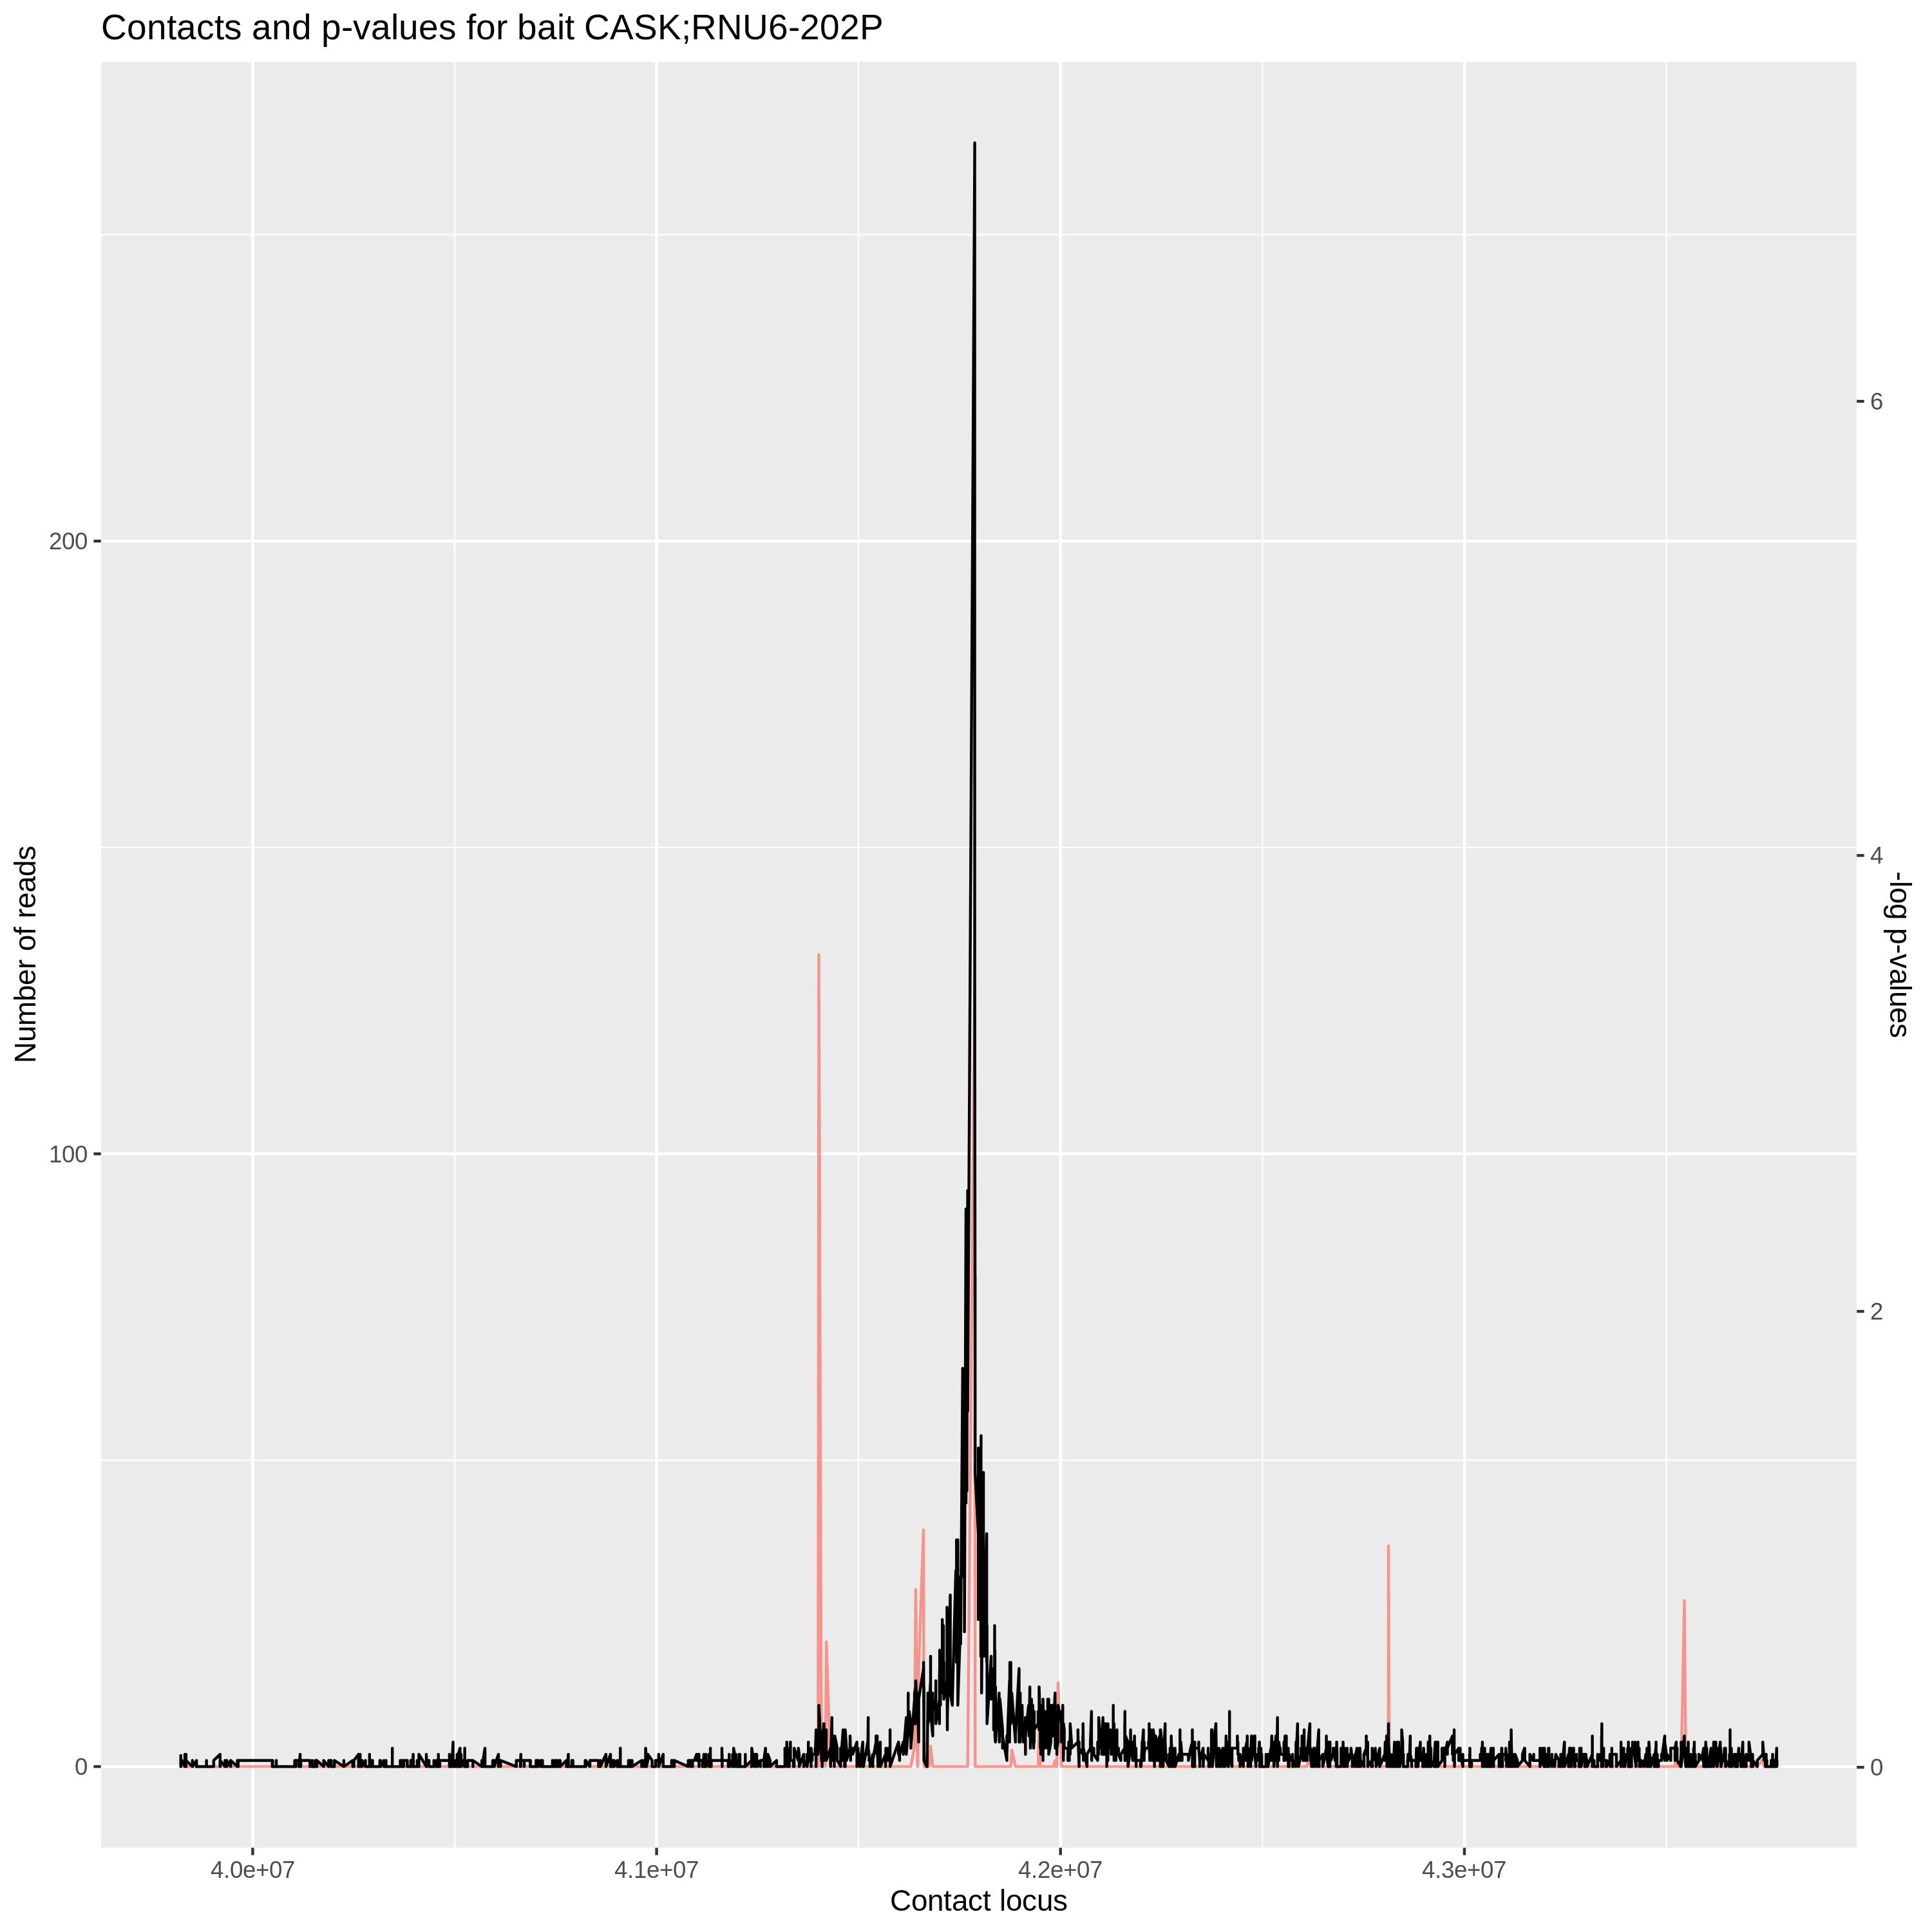 Contacts and p-values for bait CASK;RNU6-202P
Number of reads
200
100
0
6
4
2
0
-log p-values
4.0e+07 4.1e+07 4.2e+07 4.3e+07
Contact locus